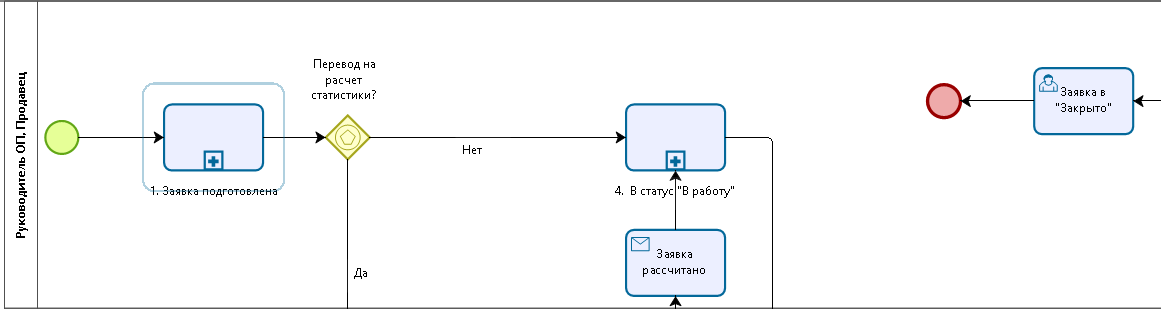 Руководитель ОП. Продавец
1. Заявка подготовлена
Перевод на
расчет
статистики?
Нет
Да
4. В статус "В работу"
Заявка
рассчитано
Заявка в
"Закрыто"